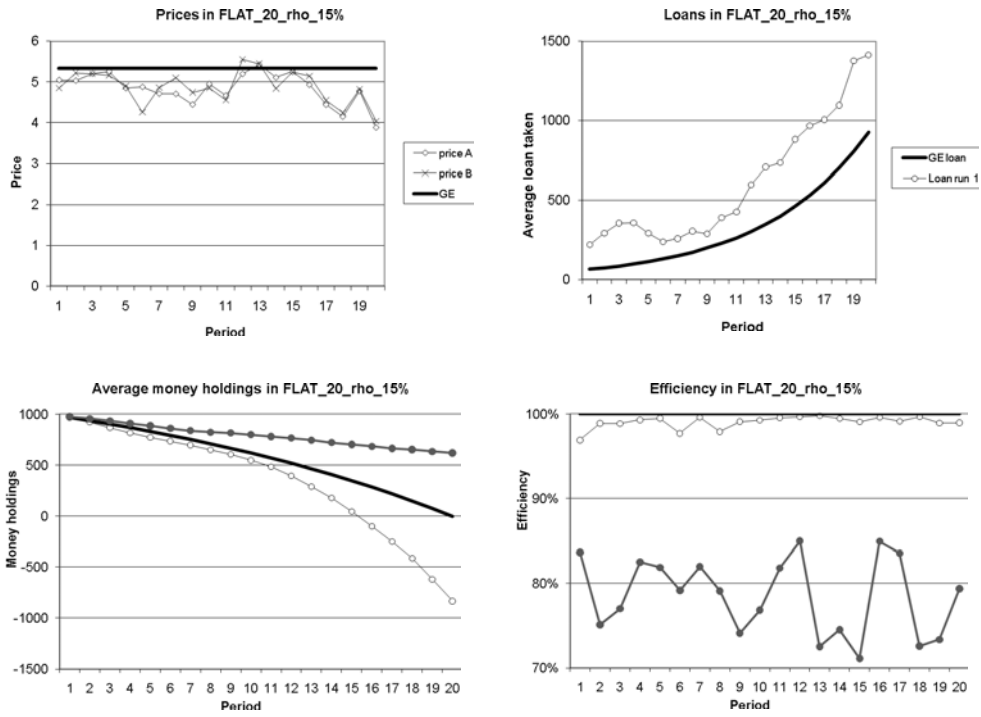 Prices in FLAT_20_rho_15%
6
5
4
3
2
1
0
Price
1 3 5 7 9 11 13 15 17 19
Period
price A
price B
GE
Loans in FLAT_20_rho_15%
1500
1000
500
0
Average loan taken
1 3 5 7 9 11 13 15 17 19
Period
GE loan
Loan run 1
Average money holdings in FLAT_20_rho_15%
1000
500
0
-500
-1000
-1500
Money holdings
1 2 3 4 5 6 7 8 9 10 11 12 13 14 15 16 17 18 19 20
Period
Efficiency in FLAT_20_rho_15%
100%
90%
80%
70%
Efficiency
1 2 3 4 5 6 7 8 9 10 11 12 13 14 15 16 17 18 19 20
Period